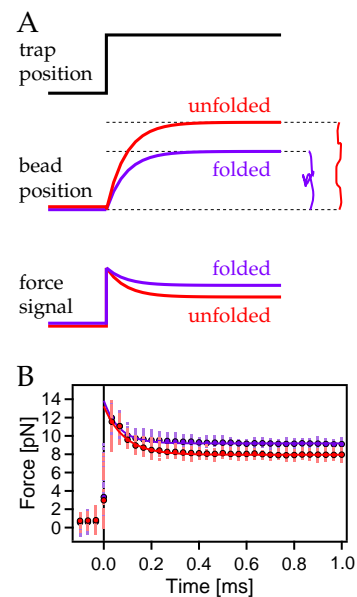 A
trap
position
unfolded
bead
position
folded
force
signal
folded
unfolded
B
Force [pN]
14
12
10
8
6
4
2
0
0.0 0.2 0.4 0.6 0.8 1.0
Time [ms]